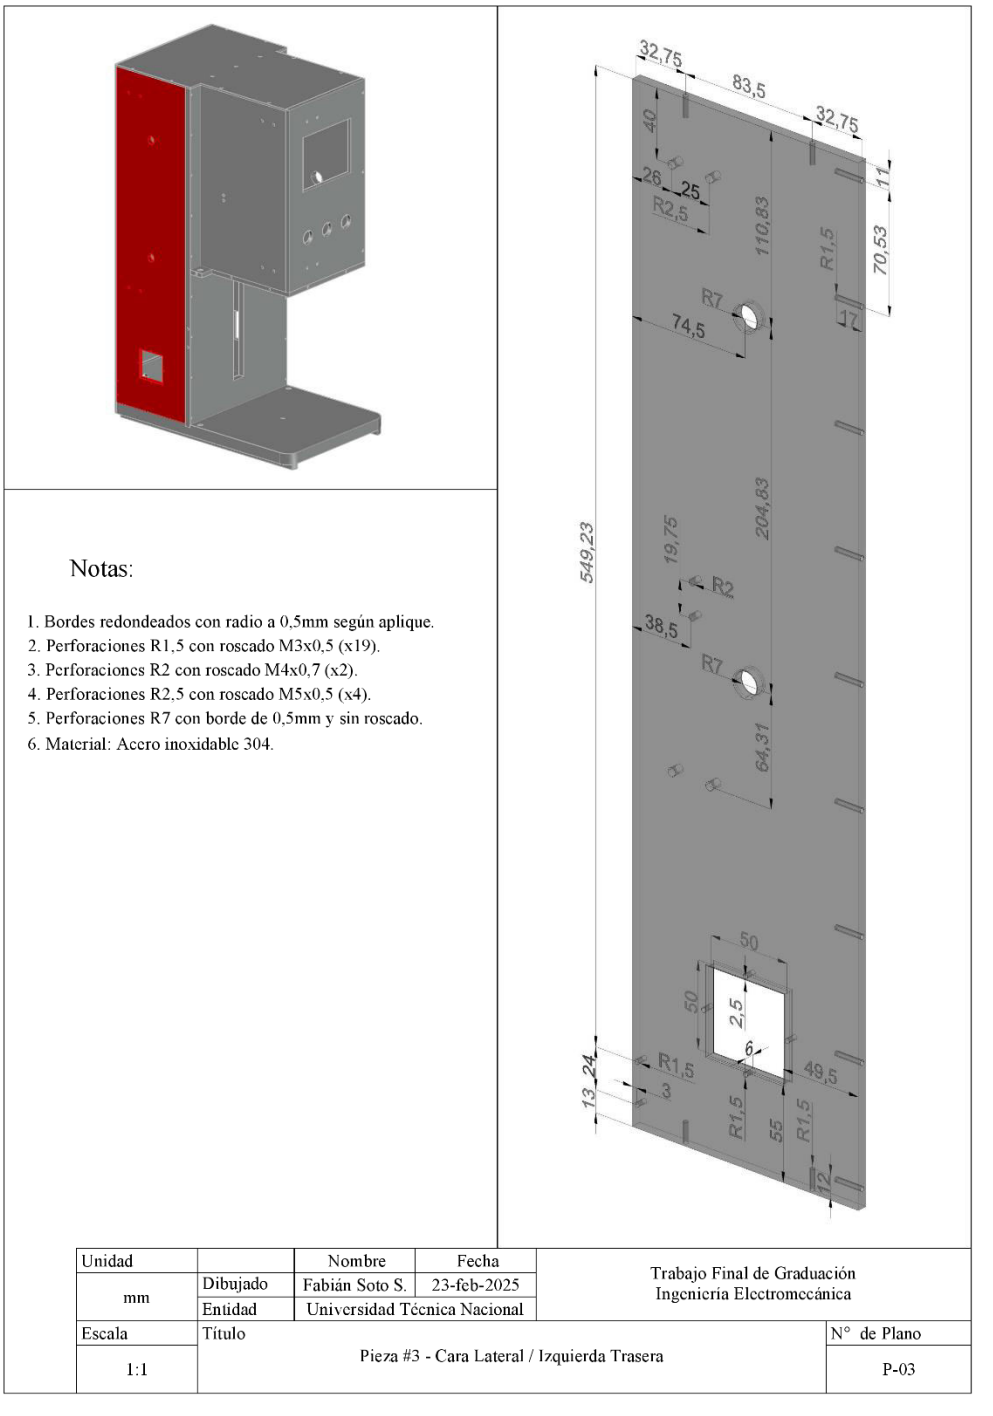 32,75
83,5
32,75
40
11
26
25
R2,5
110,83
R1,5
70,53
R7
17
74,5
549,23
204,83
19,75
R2
38,5
R7
64,31
50
50
2,5
6
24
R1,5
49,5
3
13
R1,5
55
R1,5
12
Notas:
1. Bordes redondeados con radio a 0,5mm según aplique.
2. Perforaciones R1,5 con roscado M3x0,5 (x19).
3. Perforaciones R2 con roscado M4x0,7 (x2).
4. Perforaciones R2,5 con roscado M5x0,5 (x4).
5. Perforaciones R7 con borde de 0,5mm y sin roscado.
6. Material: Acero inoxidable 304.
Unidad
Nombre
Fecha
mm
Dibujado
Fabián Soto S.
23-feb-2025
Entidad
Universidad Técnica Nacional
Trabajo Final de Graduación
Ingeniería Electromecánica
Escala
Título
N° de Plano
1:1
Pieza #3 - Cara Lateral / Izquierda Trasera
P-03